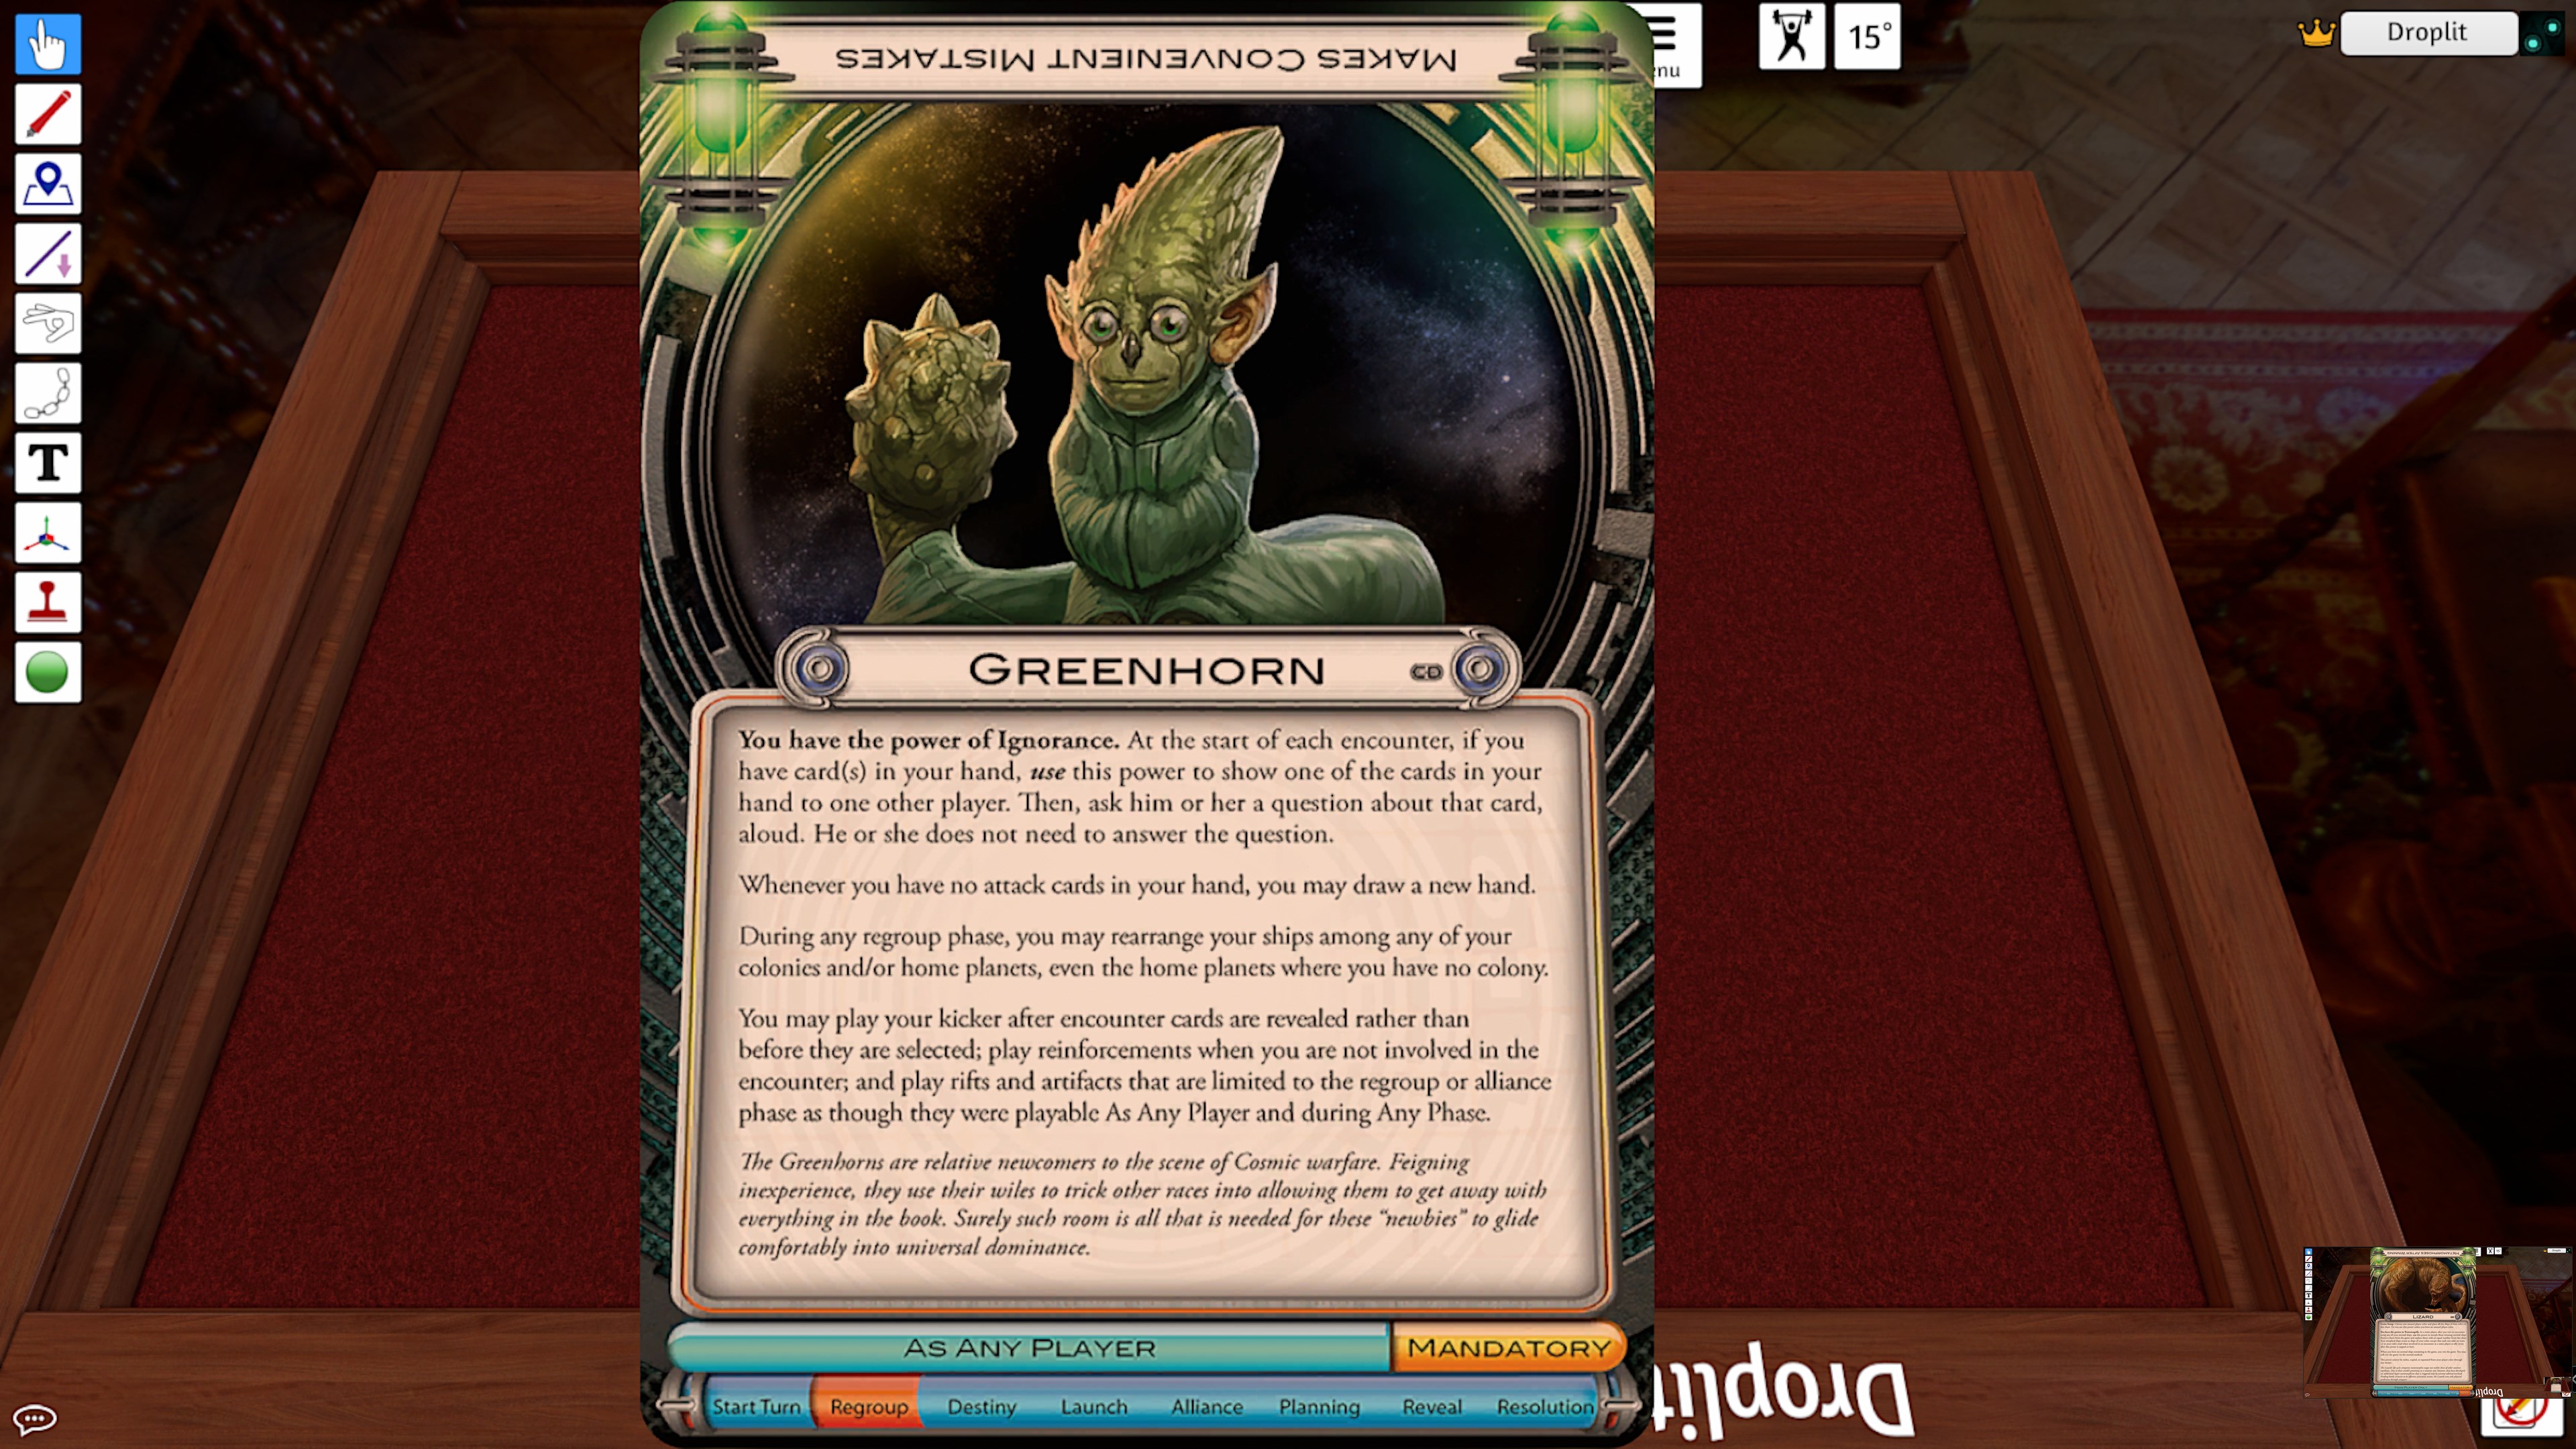 MAKES CONVENIENT MISTAKES
nu
15°
Droplit
T
GREENHORN
CD
You have the power of Ignorance. At the start of each encounter, if you
have card(s) in your hand, use this power to show one of the cards in your
hand to one other player. Then, ask him or her a question about that card,
aloud. He or she does not need to answer the question.
Whenever you have no attack cards in your hand, you may draw a new hand.
During any regroup phase, you may rearrange your ships among any of your
colonies and/or home planets, even the home planets where you have no colony.
You may play your kicker after encounter cards are revealed rather than
before they are selected; play reinforcements when you are not involved in the
encounter; and play rifts and artifacts that are limited to the regroup or alliance
phase as though they were playable As Any Player and during Any Phase.
The Greenhorns are relative newcomers to the scene of Cosmic warfare. Feigning
inexperience, they use their wiles to trick other races into allowing them to get away with
everything in the book. Surely such room is all that is needed for these “newbies” to glide
comfortably into universal dominance.
AS ANY PLAYER MANDATORY
Start Turn Regroup Destiny Launch Alliance Planning Reveal Resolution
Droplit
LIZARD